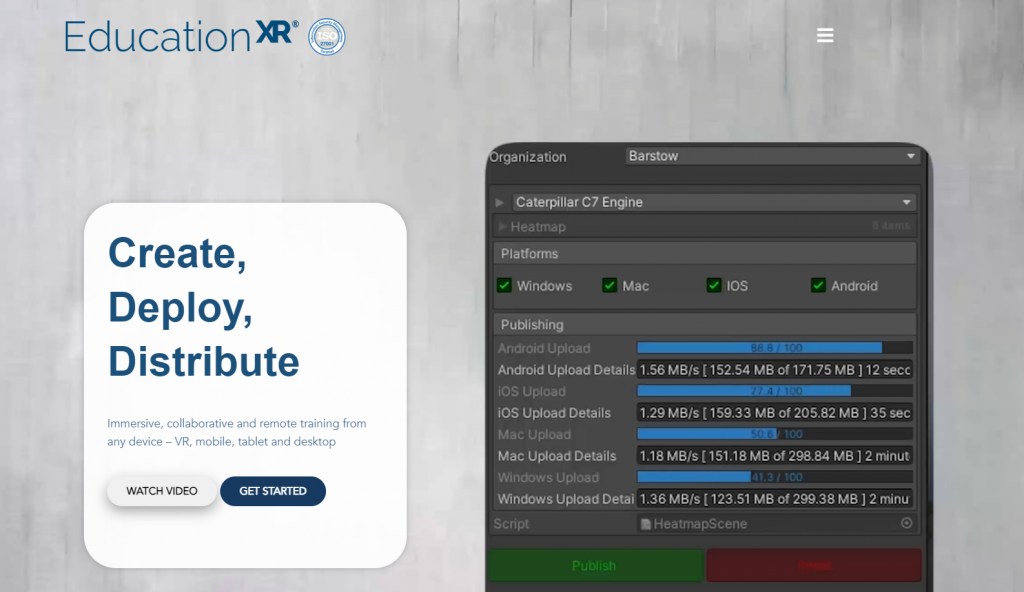 EducationXR®
ISO
27001
Organization Barstow
Caterpillar C7 Engine
Heatmap 6 items
Platforms
Windows Mac IOS Android
Publishing
Android Upload 88.8 / 100
Android Upload Details 1.56 MB/s [ 152.54 MB of 171.75 MB ] 12 secc
iOS Upload 77.4 / 100
iOS Upload Details 1.29 MB/s [ 159.33 MB of 205.82 MB ] 35 sec
Mac Upload 50.6 / 100
Mac Upload Details 1.18 MB/s [ 151.18 MB of 298.84 MB ] 2 minut
Windows Upload 41.3 / 100
Windows Upload Detai 1.36 MB/s [ 123.51 MB of 299.38 MB ] 2 minu
Script HeatmapScene
Publish
Create,
Deploy,
Distribute
Immersive, collaborative and remote training from
any device – VR, mobile, tablet and desktop
WATCH VIDEO GET STARTED